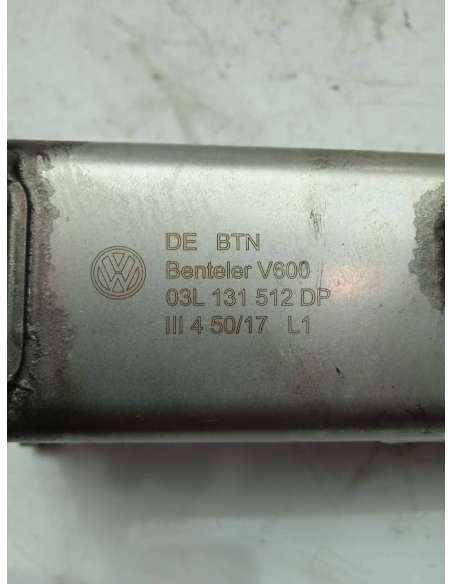 DE BTN
Benteler V600
03L 131 512 DP
III 4 50/17 L1